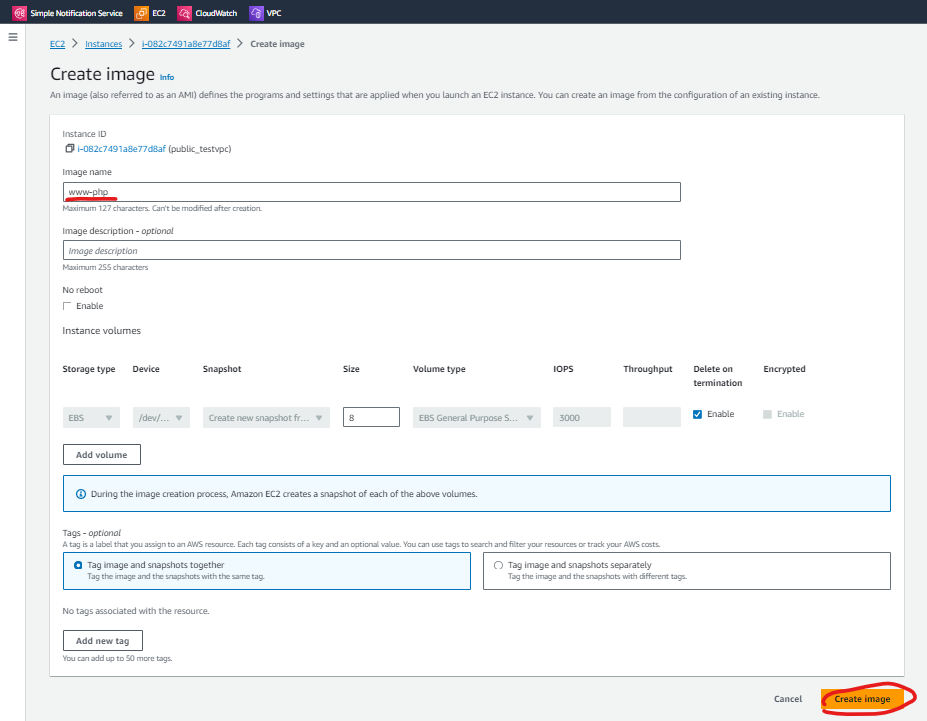 Simple Notification Service EC2 CloudWatch VPC
EC2 > Instances > i-082c7491a8e77d8af > Create image
Create image Info
An image (also referred to as an AMI) defines the programs and settings that are applied when you launch an EC2 instance. You can create an image from the configuration of an existing instance.
Instance ID
i-082c7491a8e77d8af (public_testvpc)
Image name
www-php
Maximum 127 characters. Can't be modified after creation.
Image description - optional
Image description
Maximum 255 characters
No reboot
Enable
Instance volumes
Storage type Device Snapshot Size Volume type IOPS Throughput Delete on termination Encrypted
EBS /dev/... Create new snapshot fr... 8 EBS General Purpose S... 3000 Enable Enable
Add volume
During the image creation process, Amazon EC2 creates a snapshot of each of the above volumes.
Tags - optional
A tag is a label that you assign to an AWS resource. Each tag consists of a key and an optional value. You can use tags to search and filter your resources or track your AWS costs.
Tag image and snapshots together Tag image and snapshots separately
Tag the image and the snapshots with the same tag. Tag the image and the snapshots with different tags.
No tags associated with the resource.
Add new tag
You can add up to 50 more tags.
Cancel Create image